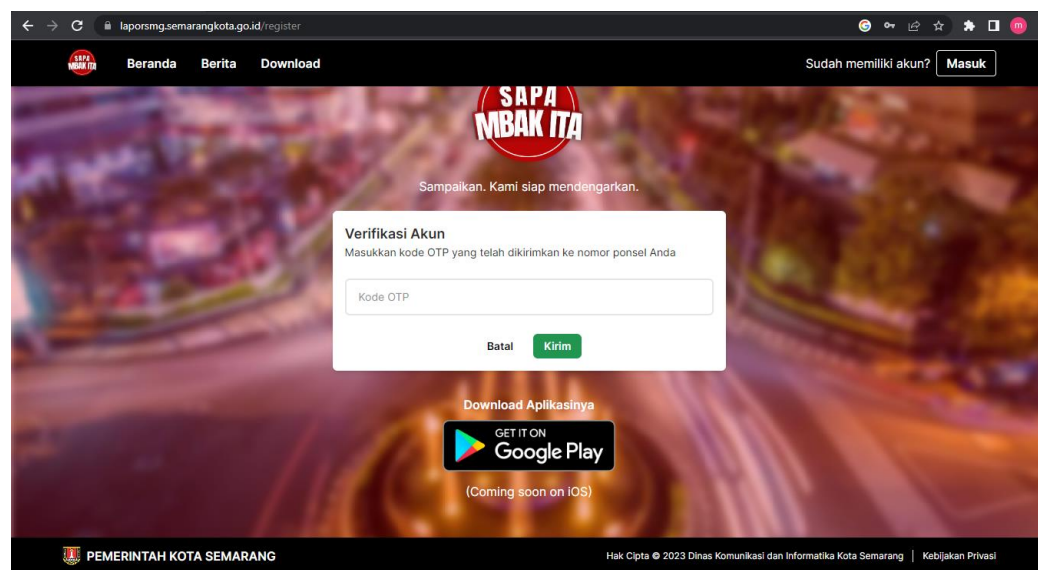 laporsmg.semarangkota.go.id/register
m
SAPA MBAK ITA
Beranda Berita Download Sudah memiliki akun? Masuk
SAPA
MBAK ITA
Sampaikan. Kami siap mendengarkan.
Verifikasi Akun
Masukkan kode OTP yang telah dikirimkan ke nomor ponsel Anda
Kode OTP
Batal Kirim
Download Aplikasinya
GET IT ON
Google Play
(Coming soon on iOS)
PEMERINTAH KOTA SEMARANG Hak Cipta © 2023 Dinas Komunikasi dan Informatika Kota Semarang | Kebijakan Privasi